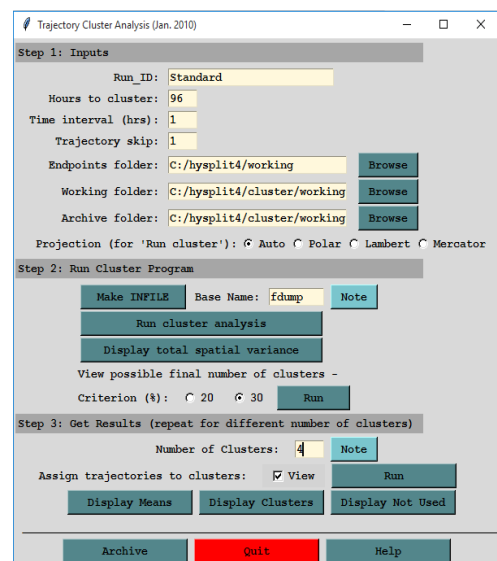 Trajectory Cluster Analysis (Jan. 2010)
Step 1: Inputs
Run_ID: Standard
Hours to cluster: 96
Time interval (hrs): 1
Trajectory skip: 1
Endpoints folder: C:/hysplit4/working Browse
Working folder: C:/hysplit4/cluster/working Browse
Archive folder: C:/hysplit4/cluster/working Browse
Projection (for 'Run cluster'): Auto Polar Lambert Mercator
Step 2: Run Cluster Program
Make INFILE Base Name: fdump Note
Run cluster analysis
Display total spatial variance
View possible final number of clusters -
Criterion (%): 20 30 Run
Step 3: Get Results (repeat for different number of clusters)
Number of Clusters: 4 Note
Assign trajectories to clusters: View Run
Display Means Display Clusters Display Not Used
Archive Quit Help